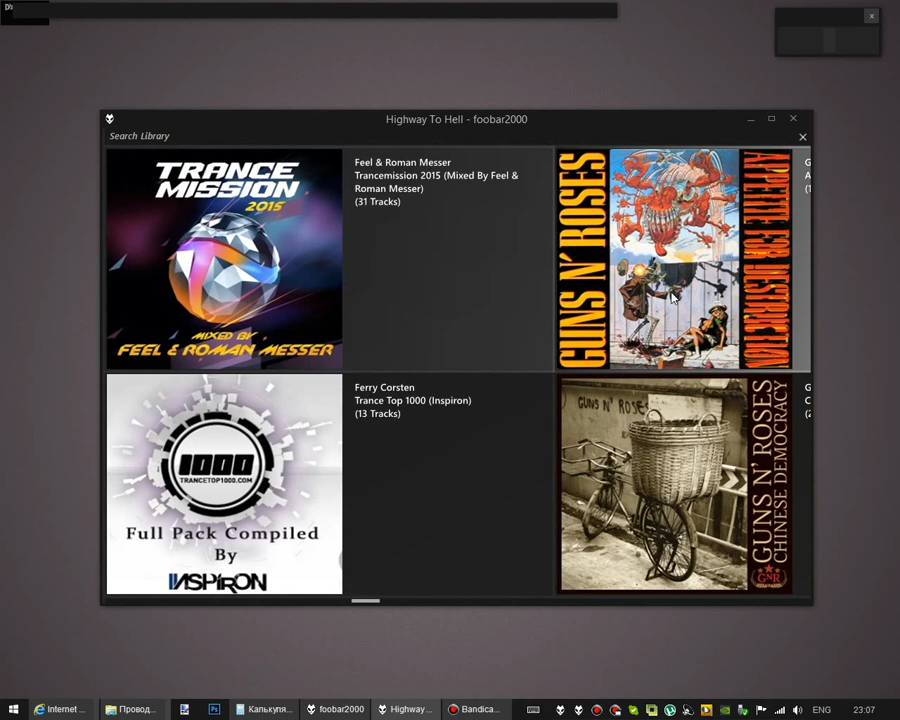 Highway To Hell - foobar2000
Search Library
TRANCE
MISSION
2015
MIXED BY
FEEL & ROMAN MESSER
Feel & Roman Messer
Trancemission 2015 (Mixed By Feel &
Roman Messer)
(31 Tracks)
GUNS N' ROSES
APPETITE FOR DESTRUCTION
1000
TRANCETOP1000.COM
Full Pack Compiled
By
INSPIRON
Ferry Corsten
Trance Top 1000 (Inspiron)
(13 Tracks)
GUNS N' ROSES
GUNS N' ROSES
CHINESE DEMOCRACY
GNR
Internet ...
Провод...
Ps
Калькуля...
foobar2000
Highway ...
Bandica...
ENG
23:07